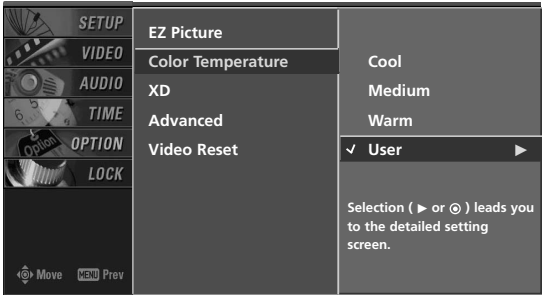 SETUP
VIDEO
AUDIO
TIME
OPTION
LOCK
Move MENU Prev
EZ Picture
Color Temperature
XD
Advanced
Video Reset
Cool
Medium
Warm
✓ User ▶
Selection ( ▶ or ⊙ ) leads you
to the detailed setting
screen.